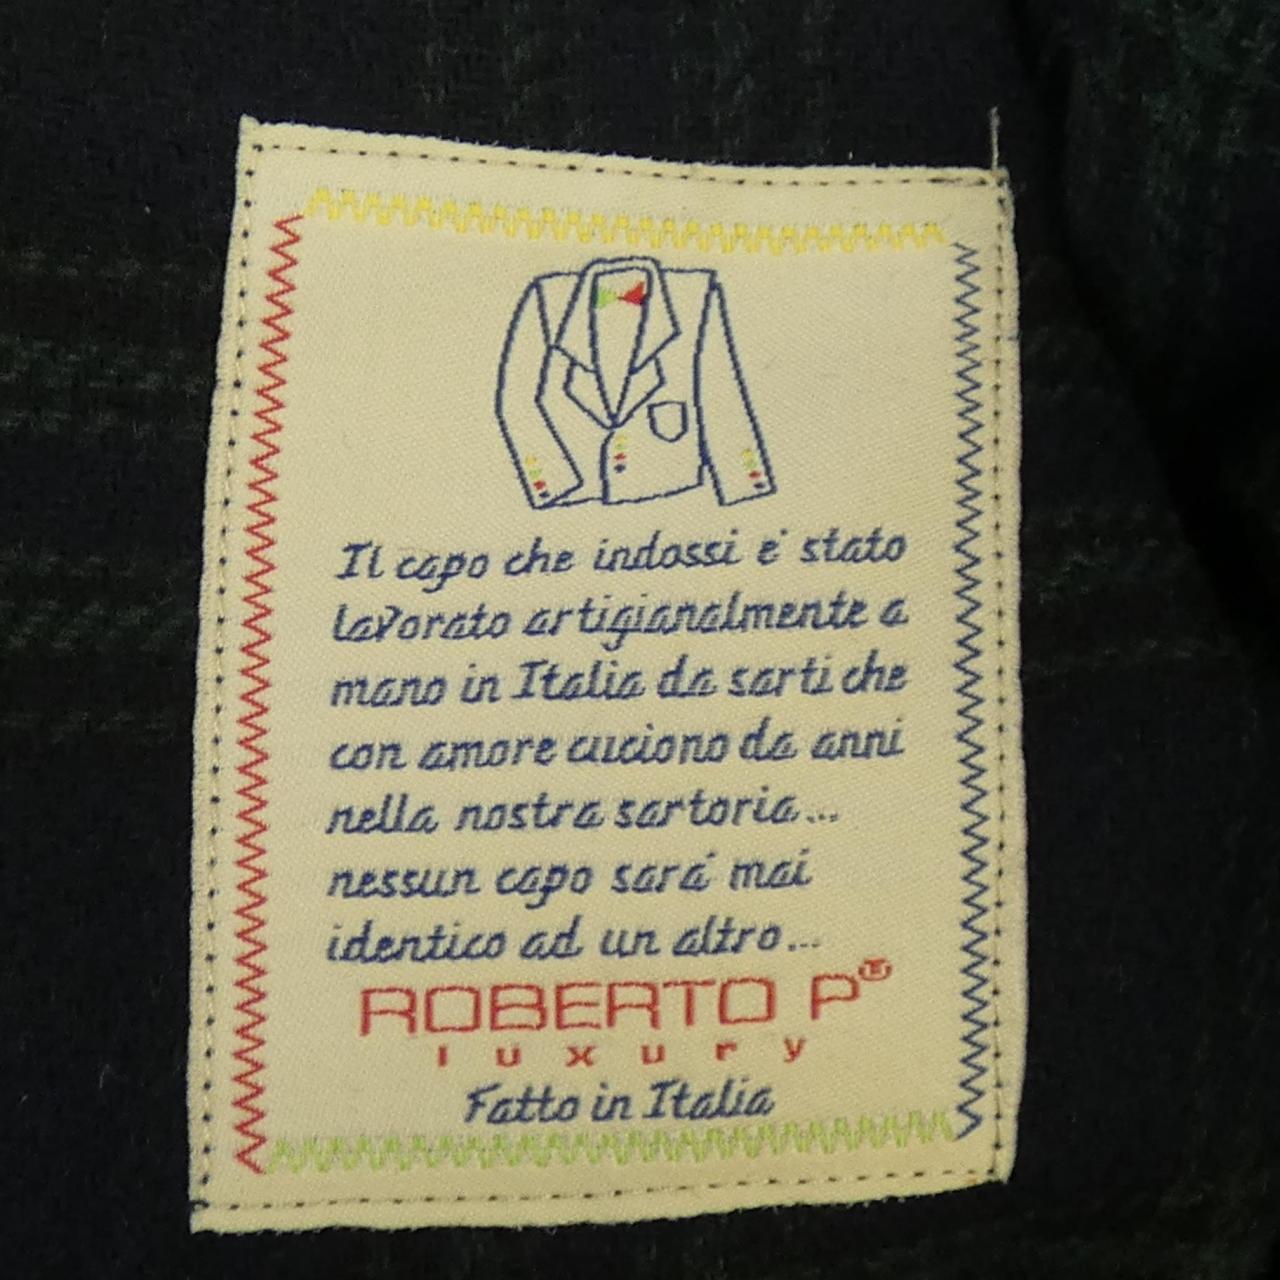 Il capo che indossi e' stato
lavorato artigianalmente a
mano in Italia da sarti che
con amore cuciono da anni
nella nostra sartoria...
nessun capo sará mai
identico ad un altro...
ROBERTO P®
luxury
Fatto in Italia